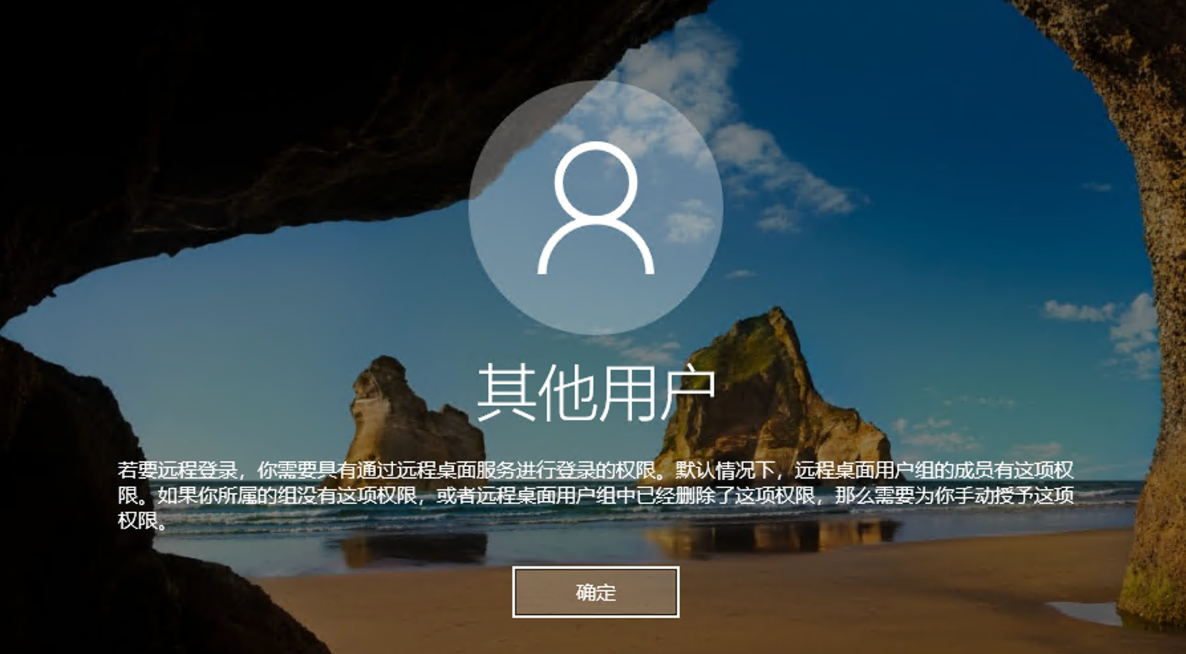 其他用户
若要远程登录，你需要具有通过远程桌面服务进行登录的权限。默认情况下，远程桌面用户组的成员有这项权
限。如果你所属的组没有这项权限，或者远程桌面用户组中已经删除了这项权限，那么需要为你手动授予这项
权限。
确定